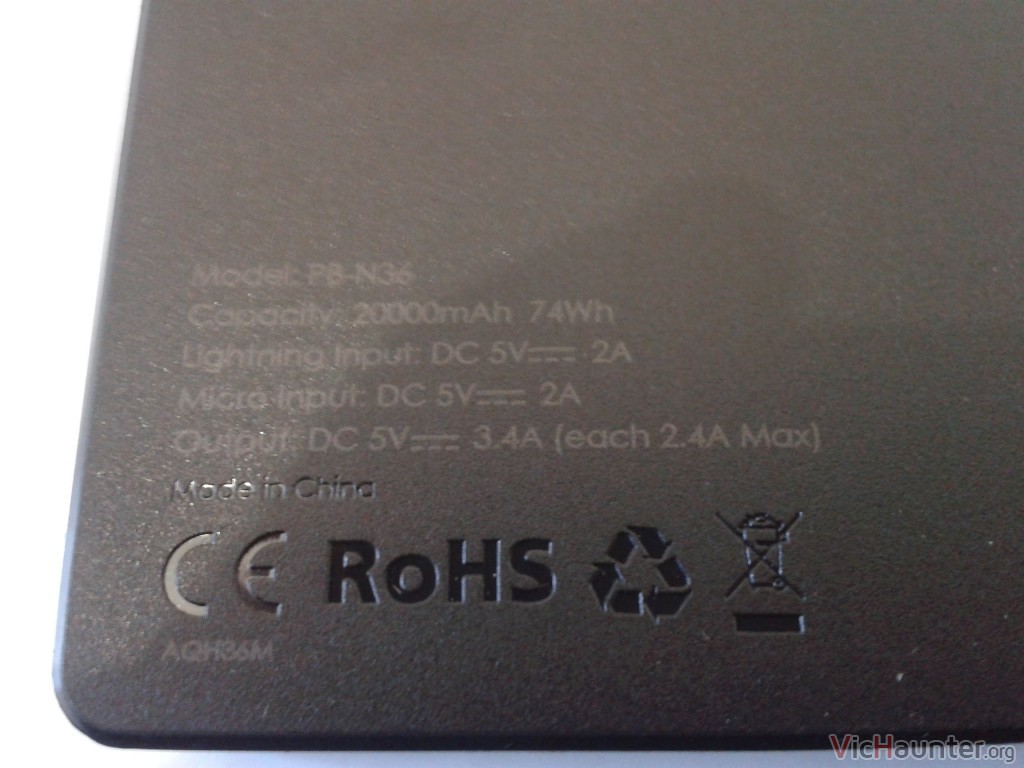 Model: PB-N36
Capacity: 20000mAh 74Wh
Lightning Input: DC 5V⎓2A
Micro Input: DC 5V⎓ 2A
Output: DC 5V⎓ 3.4A (each 2.4A Max)
Made in China
CE RoHS
AQH36M
VicHaunter.org